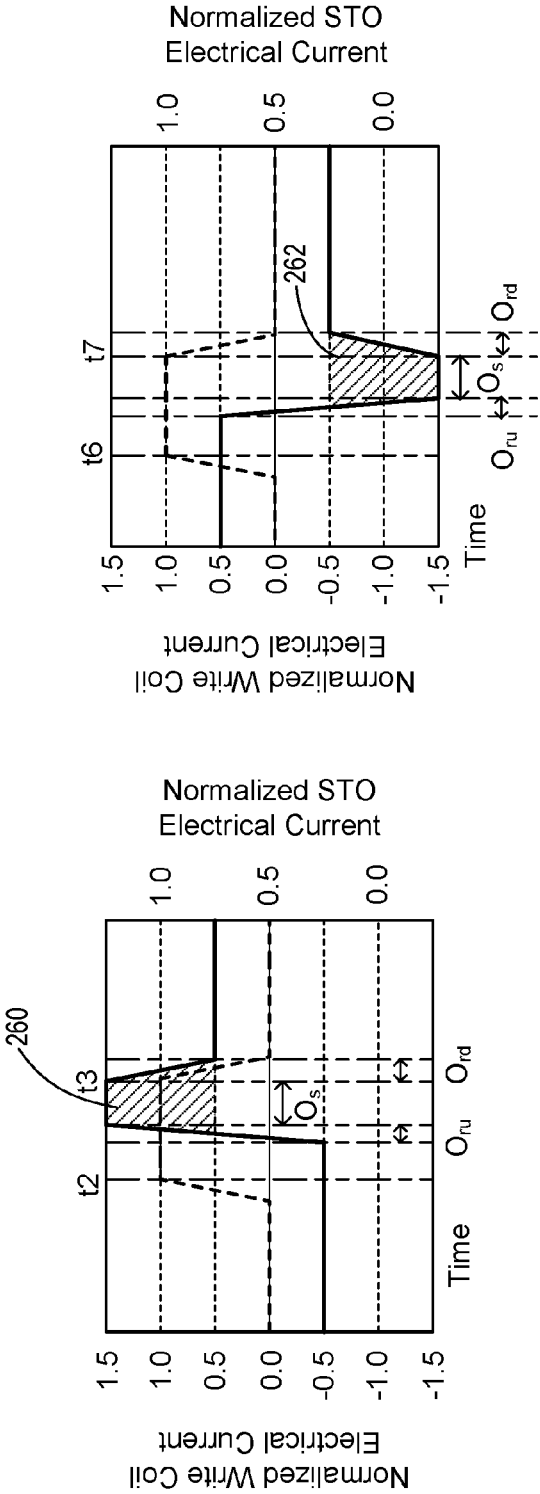 Normalized STO
Electrical Current
1.0
0.5
0.0
262
t6
t7
1.5
1.0
0.5
0.0
-0.5
-1.0
-1.5
Normalized Write Coil
Electrical Current
Time
Oru
Os
Ord
Normalized STO
Electrical Current
1.0
0.5
0.0
260
t2
t3
1.5
1.0
0.5
0.0
-0.5
-1.0
-1.5
Normalized Write Coil
Electrical Current
Time
Oru
Os
Ord